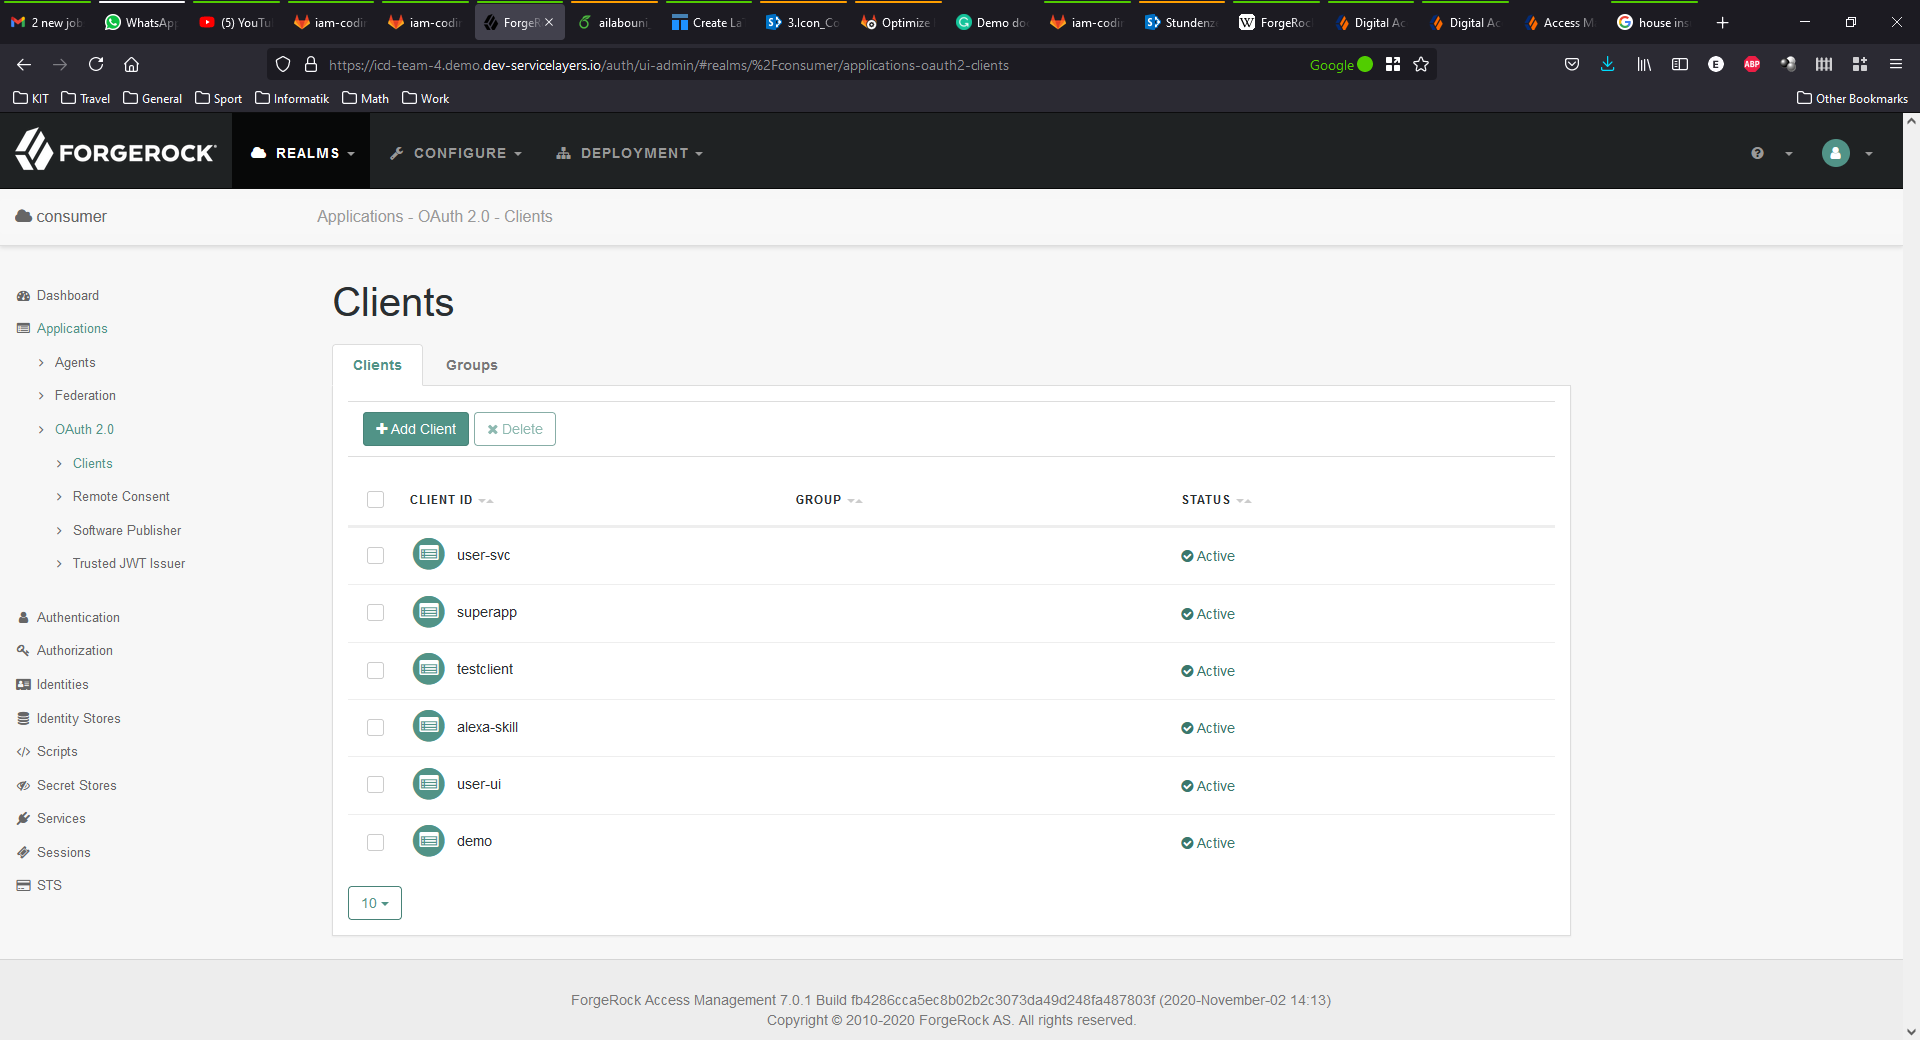 2 new job
WhatsApp
(5) YouTu
iam-codin
iam-codin
ForgeR
ailabouni
Create La
3.Icon_Co
Optimize
Demo do
iam-codin
Stundenz
ForgeRoc
Digital Ac
Digital Ac
Access M
house ins
https://icd-team-4.demo.dev-servicelayers.io/auth/ui-admin/#realms/%2Fconsumer/applications-oauth2-clients
Google
E
ABP
KIT
Travel
General
Sport
Informatik
Math
Work
Other Bookmarks
FORGEROCK
REALMS
CONFIGURE
DEPLOYMENT
consumer
Applications - OAuth 2.0 - Clients
Dashboard
Applications
Agents
Federation
OAuth 2.0
Clients
Remote Consent
Software Publisher
Trusted JWT Issuer
Authentication
Authorization
Identities
Identity Stores
Scripts
Secret Stores
Services
Sessions
STS
Clients
Clients
Groups
Add Client
Delete
CLIENT ID
GROUP
STATUS
user-svc
Active
superapp
Active
testclient
Active
alexa-skill
Active
user-ui
Active
demo
Active
10
ForgeRock Access Management 7.0.1 Build fb4286cca5ec8b02b2c3073da49d248fa487803f (2020-November-02 14:13)
Copyright © 2010-2020 ForgeRock AS. All rights reserved.